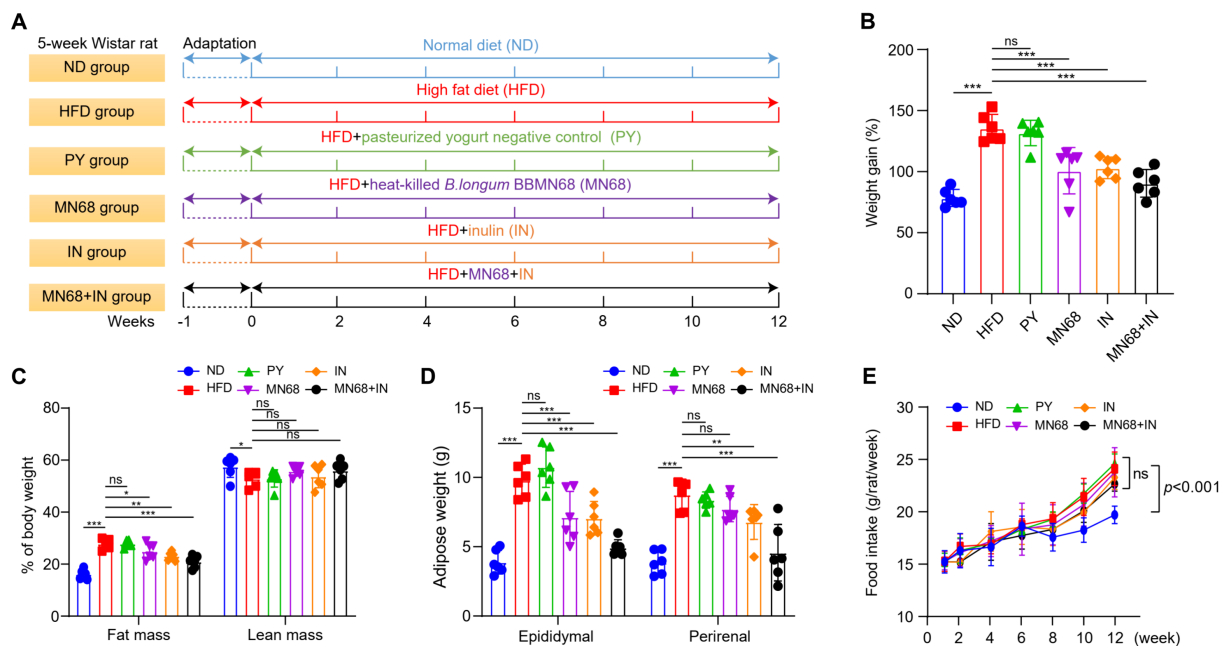 A
5-week Wistar rat
Adaptation
ND group
Normal diet (ND)
HFD group
High fat diet (HFD)
PY group
HFD+pasteurized yogurt negative control (PY)
MN68 group
HFD+heat-killed B.longum BBMN68 (MN68)
IN group
HFD+inulin (IN)
MN68+IN group
HFD+MN68+IN
Weeks
-1 0 2 4 6 8 10 12
B
Weight gain (%)
200
150
100
50
0
ns
***
***
***
***
ND HFD PY MN68 IN MN68+IN
C
ND PY IN
HFD MN68 MN68+IN
% of body weight
80
60
40
20
0
***
ns
*
**
***
*
ns
ns
ns
ns
Fat mass Lean mass
D
ND PY IN
HFD MN68 MN68+IN
Adipose weight (g)
15
10
5
0
***
ns
***
***
***
***
ns
ns
**
***
Epididymal Perirenal
E
ND PY IN
HFD MN68 MN68+IN
Food intake (g/rat/week)
30
25
20
15
10
ns
p<0.001
0 2 4 6 8 10 12 (week)